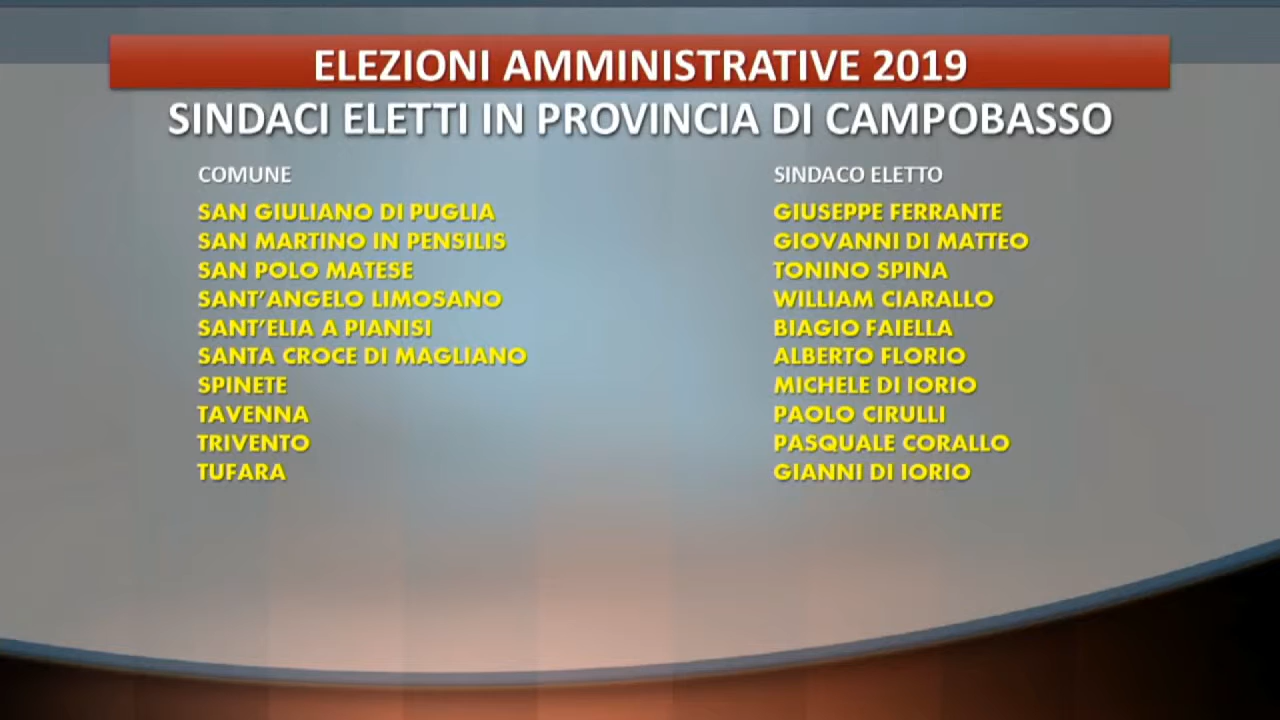 ELEZIONI AMMINISTRATIVE 2019
SINDACI ELETTI IN PROVINCIA DI CAMPOBASSO
COMUNE SINDACO ELETTO
SAN GIULIANO DI PUGLIA GIUSEPPE FERRANTE
SAN MARTINO IN PENSILIS GIOVANNI DI MATTEO
SAN POLO MATESE TONINO SPINA
SANT'ANGELO LIMOSANO WILLIAM CIARALLO
SANT'ELIA A PIANISI BIAGIO FAIELLA
SANTA CROCE DI MAGLIANO ALBERTO FLORIO
SPINETE MICHELE DI IORIO
TAVENNA PAOLO CIRULLI
TRIVENTO PASQUALE CORALLO
TUFARA GIANNI DI IORIO